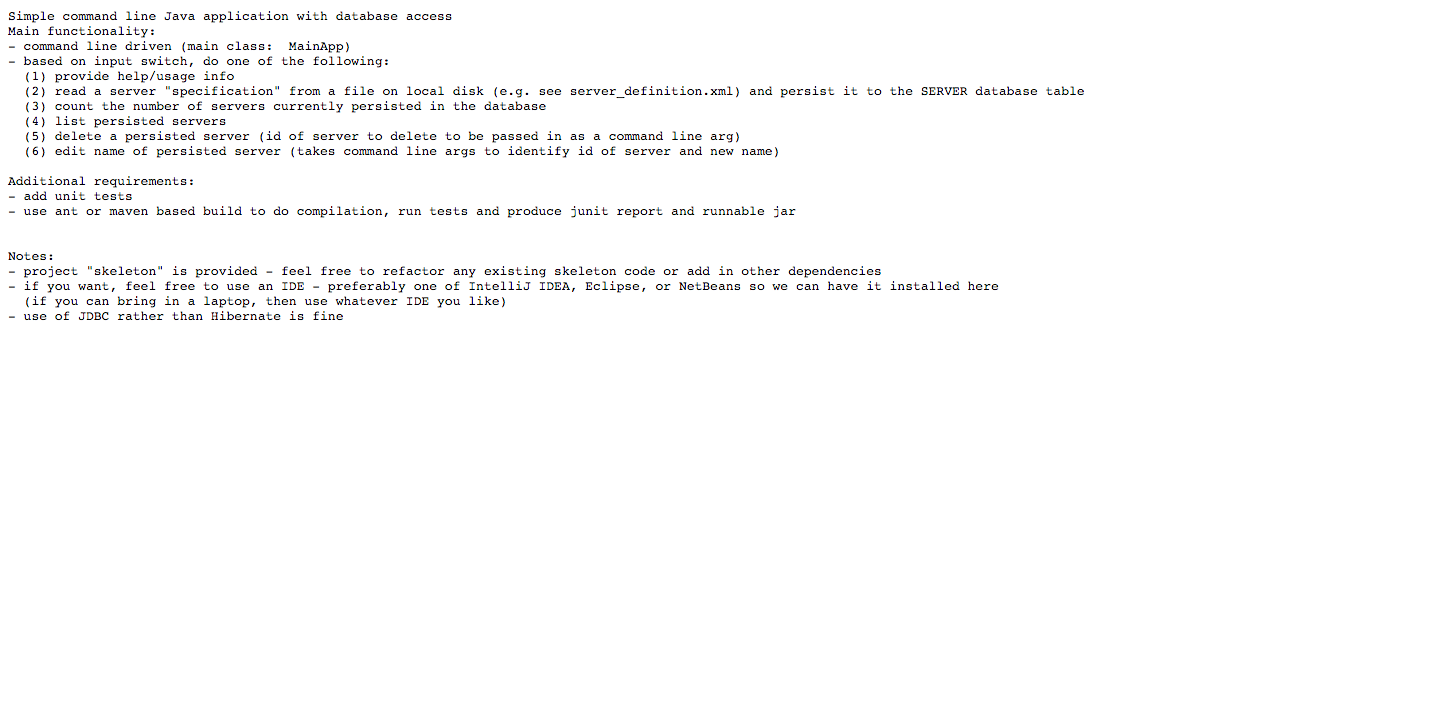 Simple command line Java application with database access
Main functionality:
- command line driven (main class:  MainApp)
- based on input switch, do one of the following:
  (1) provide help/usage info
  (2) read a server "specification" from a file on local disk (e.g. see server_definition.xml) and persist it to the SERVER database table
  (3) count the number of servers currently persisted in the database
  (4) list persisted servers
  (5) delete a persisted server (id of server to delete to be passed in as a command line arg)
  (6) edit name of persisted server (takes command line args to identify id of server and new name)

Additional requirements:
- add unit tests
- use ant or maven based build to do compilation, run tests and produce junit report and runnable jar


Notes:
- project "skeleton" is provided - feel free to refactor any existing skeleton code or add in other dependencies
- if you want, feel free to use an IDE - preferably one of IntelliJ IDEA, Eclipse, or NetBeans so we can have it installed here
  (if you can bring in a laptop, then use whatever IDE you like)
- use of JDBC rather than Hibernate is fine